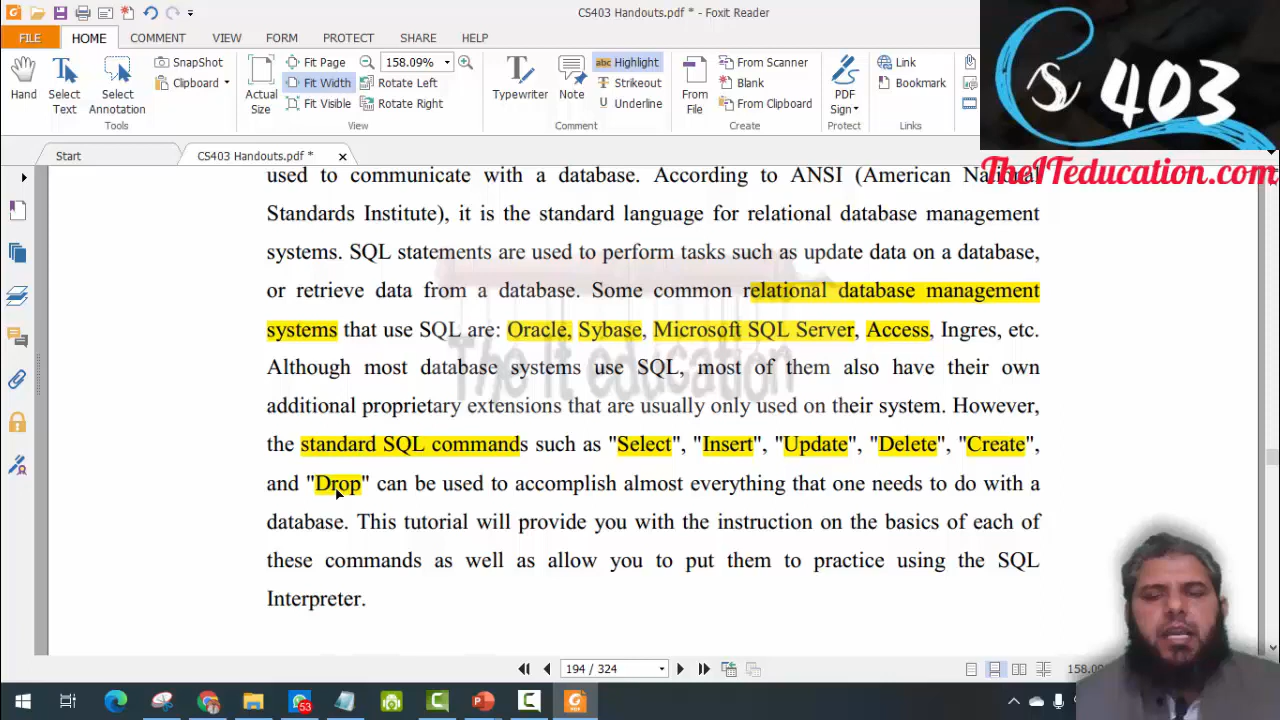 CS403 Handouts.pdf * - Foxit Reader
FILE HOME COMMENT VIEW FORM PROTECT SHARE HELP
Hand
Select Text
Select Annotation
SnapShot
Clipboard
Tools
Actual Size
Fit Page
Fit Width
Fit Visible
158.09%
Rotate Left
Rotate Right
View
Typewriter
Note
abc Highlight
Strikeout
U Underline
Comment
From File
From Scanner
Blank
From Clipboard
Create
PDF Sign
Protect
Link
Bookmark
Links
CS 403
TheITeducation.com
Start
CS403 Handouts.pdf *
used to communicate with a database. According to ANSI (American National
Standards Institute), it is the standard language for relational database management
systems. SQL statements are used to perform tasks such as update data on a database,
or retrieve data from a database. Some common relational database management
systems that use SQL are: Oracle, Sybase, Microsoft SQL Server, Access, Ingres, etc.
Although most database systems use SQL, most of them also have their own
additional proprietary extensions that are usually only used on their system. However,
the standard SQL commands such as "Select", "Insert", "Update", "Delete", "Create",
and "Drop" can be used to accomplish almost everything that one needs to do with a
database. This tutorial will provide you with the instruction on the basics of each of
these commands as well as allow you to put them to practice using the SQL
Interpreter.
The IT education
194 / 324
158.09
53